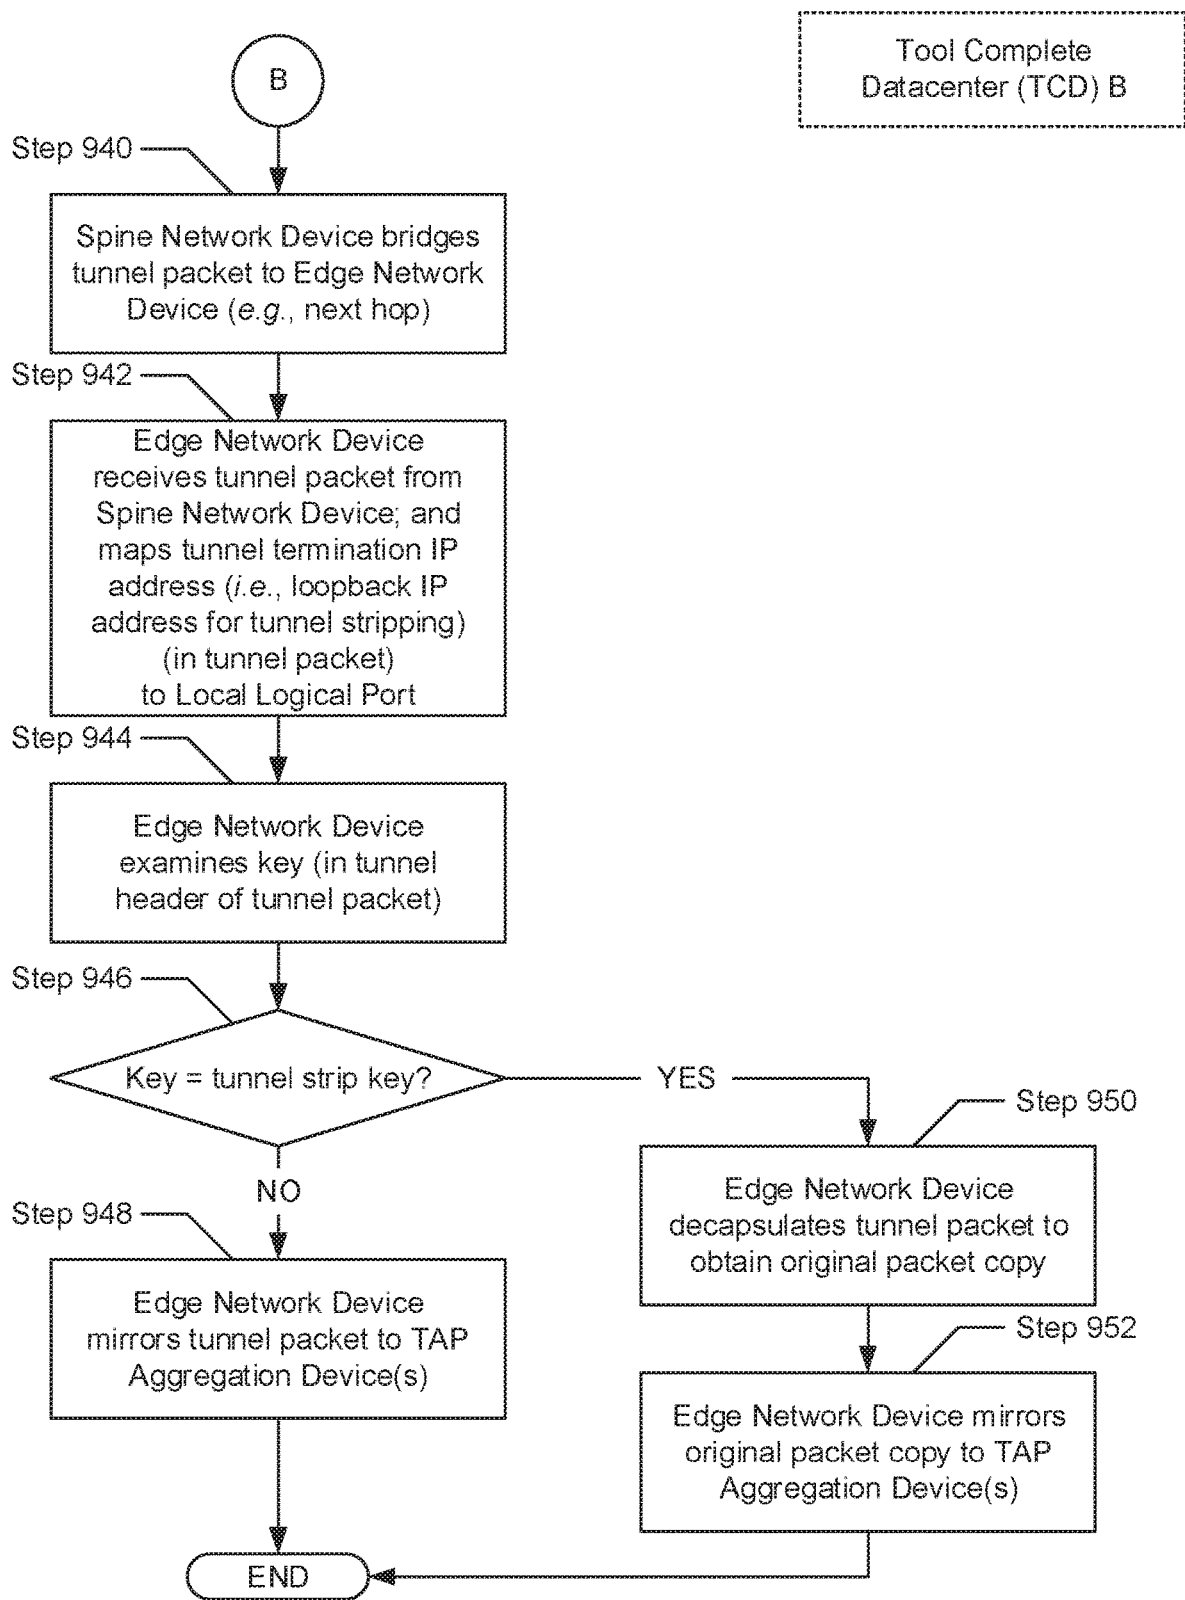 B
Tool Complete
Datacenter (TCD) B
Step 940
Spine Network Device bridges
tunnel packet to Edge Network
Device (e.g., next hop)
Step 942
Edge Network Device
receives tunnel packet from
Spine Network Device; and
maps tunnel termination IP
address (i.e., loopback IP
address for tunnel stripping)
(in tunnel packet)
to Local Logical Port
Step 944
Edge Network Device
examines key (in tunnel
header of tunnel packet)
Step 946
Key = tunnel strip key?
YES
NO
Step 948
Edge Network Device
mirrors tunnel packet to TAP
Aggregation Device(s)
Step 950
Edge Network Device
decapsulates tunnel packet to
obtain original packet copy
Step 952
Edge Network Device mirrors
original packet copy to TAP
Aggregation Device(s)
END